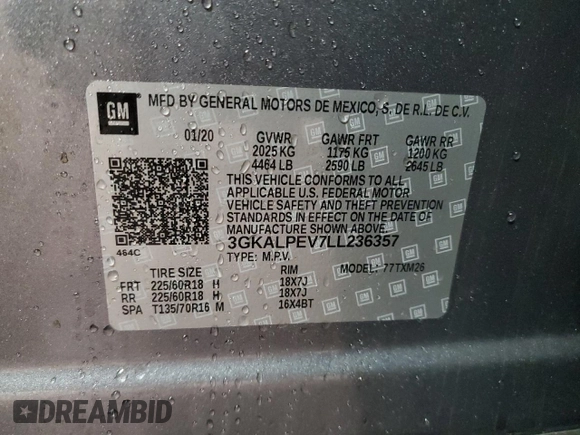 GM MFD BY GENERAL MOTORS DE MEXICO, S. DE R.L. DE C.V.
01/20 GVWR GAWR FRT GAWR RR
2025 KG 1175 KG 1200 KG
4464 LB 2590 LB 2645 LB
THIS VEHICLE CONFORMS TO ALL
APPLICABLE U.S. FEDERAL MOTOR
VEHICLE SAFETY AND THEFT PREVENTION
STANDARDS IN EFFECT ON THE DATE OF
MANUFACTURE SHOWN ABOVE.
3GKALPEV7LL236357
464C TYPE: M.P.V. MODEL: 77TXM26
TIRE SIZE RIM
FRT 225/60R18 H 18X7J
RR 225/60R18 H 18X7J
SPA T135/70R16 M 16X4BT
DREAMBID